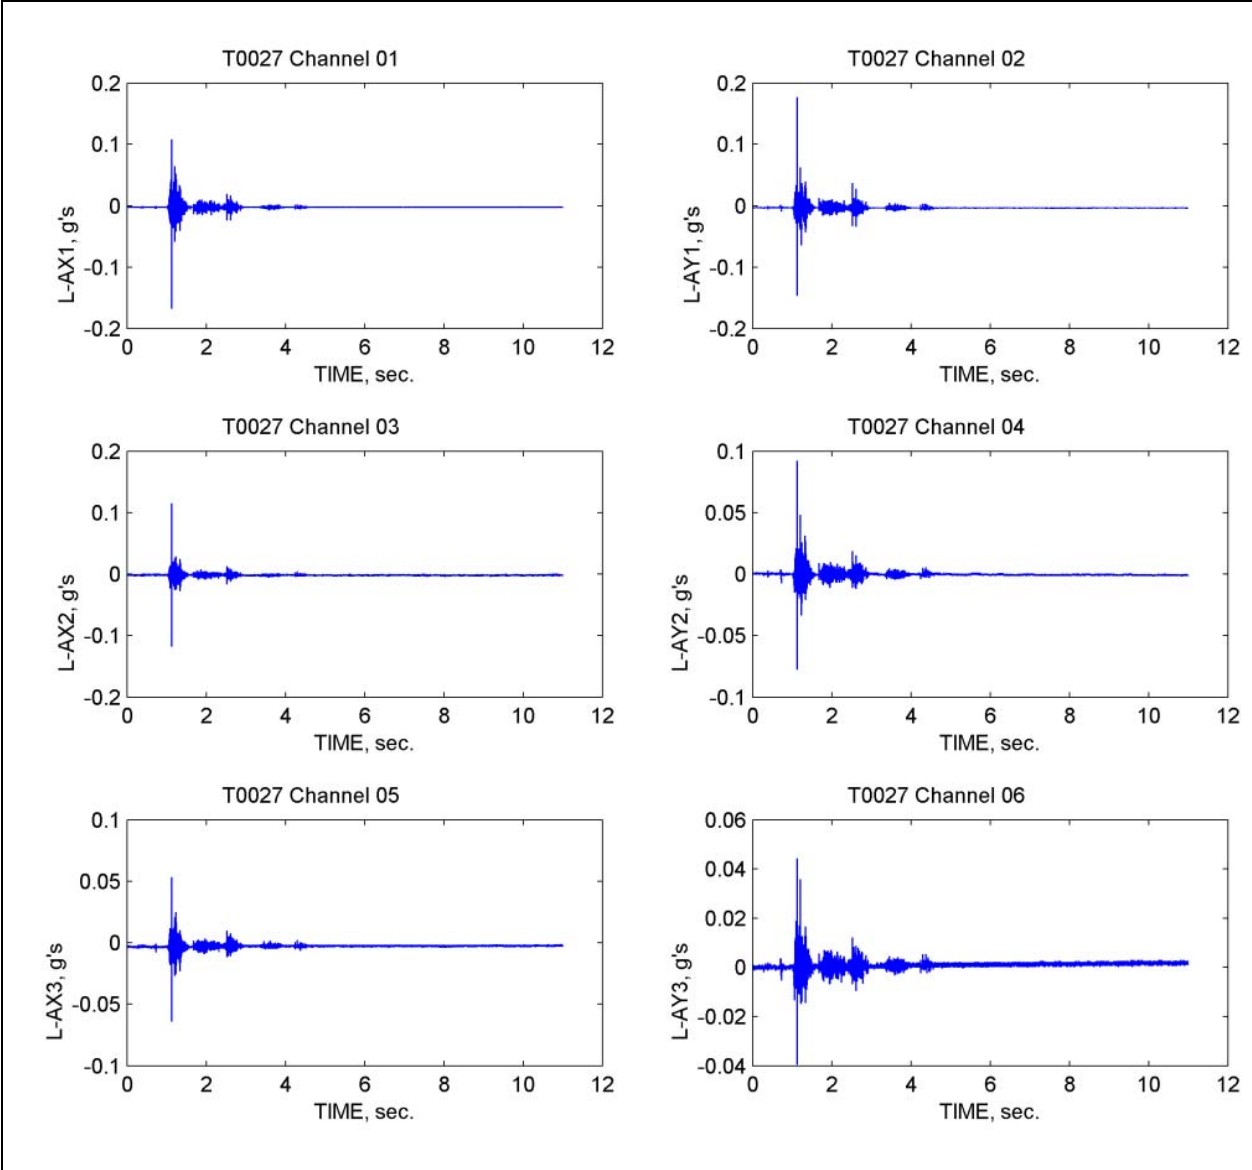 T0027 Channel 01
0.2
0.1
0
-0.1
-0.2
L-AX1, g's
0 2 4 6 8 10 12
TIME, sec.
T0027 Channel 02
0.2
0.1
0
-0.1
-0.2
L-AY1, g's
0 2 4 6 8 10 12
TIME, sec.
T0027 Channel 03
0.2
0.1
0
-0.1
-0.2
L-AX2, g's
0 2 4 6 8 10 12
TIME, sec.
T0027 Channel 04
0.1
0.05
0
-0.05
-0.1
L-AY2, g's
0 2 4 6 8 10 12
TIME, sec.
T0027 Channel 05
0.1
0.05
0
-0.05
-0.1
L-AX3, g's
0 2 4 6 8 10 12
TIME, sec.
T0027 Channel 06
0.06
0.04
0.02
0
-0.02
-0.04
L-AY3, g's
0 2 4 6 8 10 12
TIME, sec.